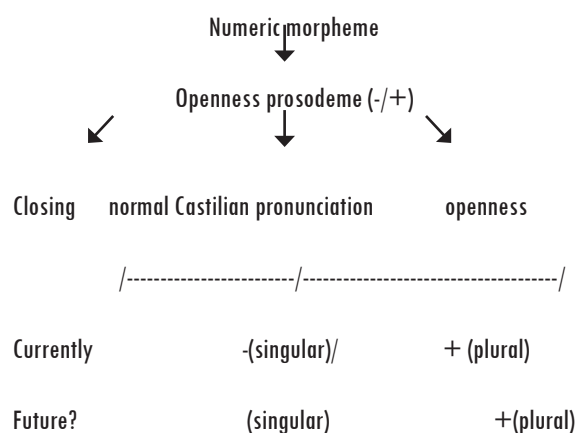 Numeric morpheme
Openness prosodeme (-/+)
Closing normal Castilian pronunciation openness
/-----------------------/-----------------------------------/
Currently -(singular)/ + (plural)
Future? (singular) +(plural)